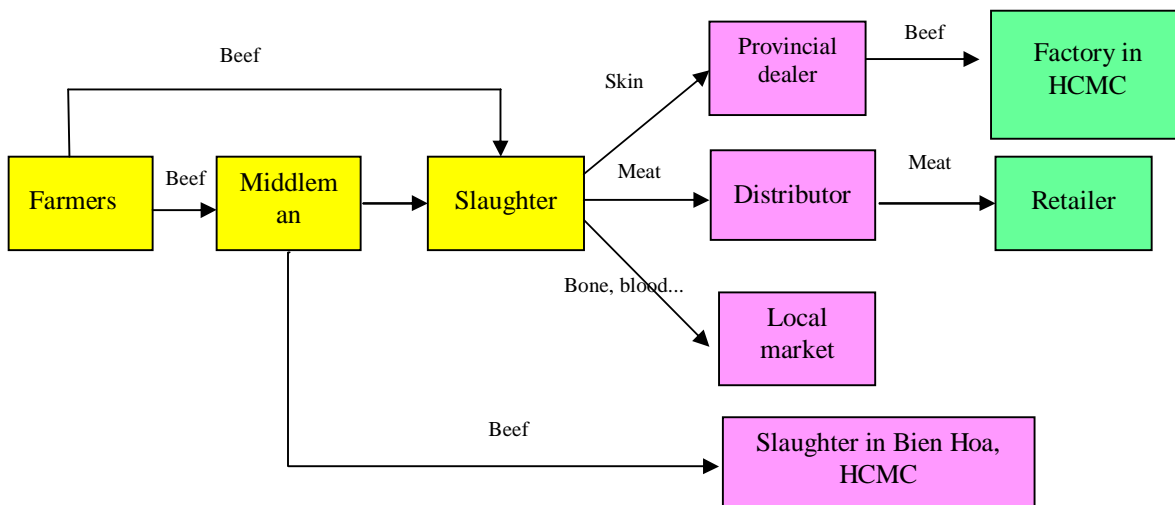 Beef
Skin
Provincial
dealer
Beef
Factory in
HCMC
Farmers
Beef
Middlem
an
Slaughter
Meat
Distributor
Meat
Retailer
Bone, blood...
Local
market
Beef
Slaughter in Bien Hoa,
HCMC